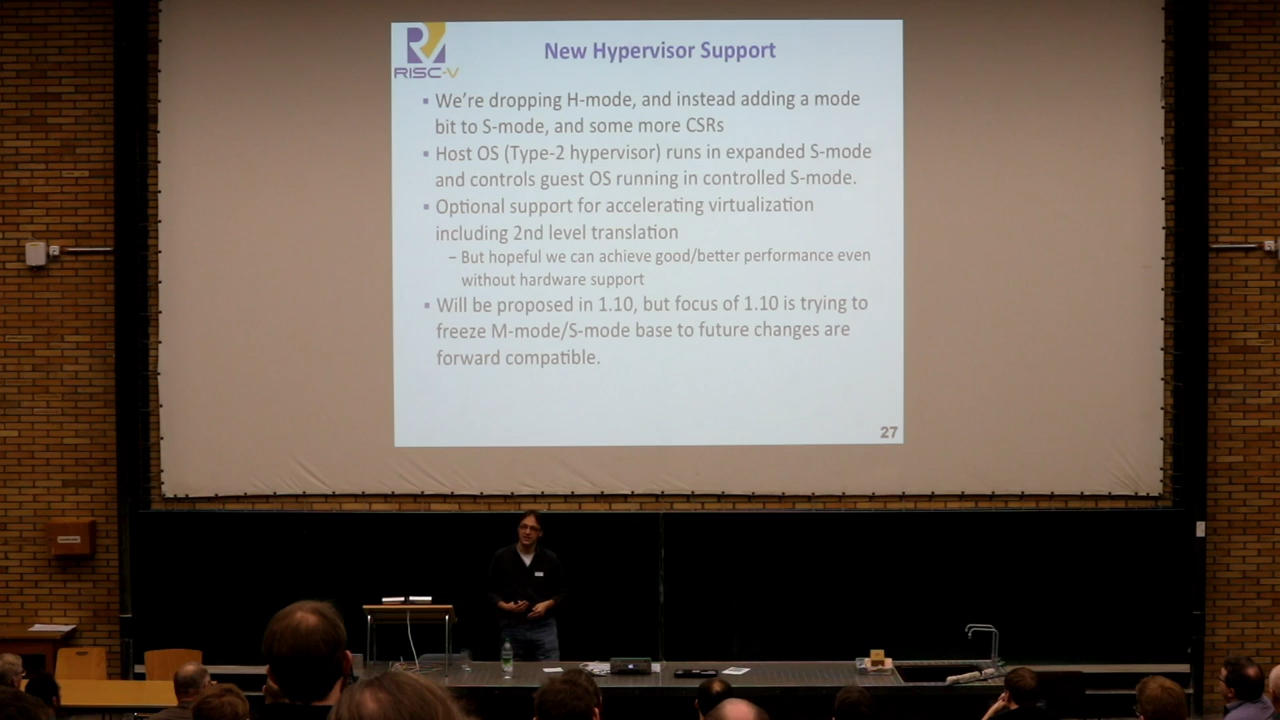 RISC-V
New Hypervisor Support
▪ We're dropping H-mode, and instead adding a mode
bit to S-mode, and some more CSRs
▪ Host OS (Type-2 hypervisor) runs in expanded S-mode
and controls guest OS running in controlled S-mode.
▪ Optional support for accelerating virtualization
including 2nd level translation
– But hopeful we can achieve good/better performance even
without hardware support
▪ Will be proposed in 1.10, but focus of 1.10 is trying to
freeze M-mode/S-mode base to future changes are
forward compatible.
27